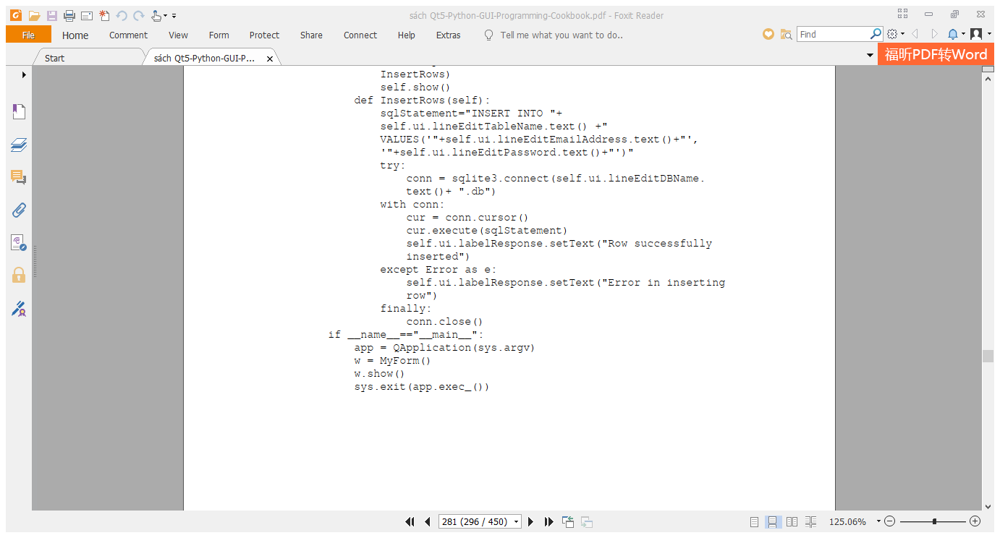 sách Qt5-Python-GUI-Programming-Cookbook.pdf - Foxit Reader
File Home Comment View Form Protect Share Connect Help Extras Tell me what you want to do.. Find
Start sách Qt5-Python-GUI-P... 福昕PDF转Word
InsertRows)
self.show()
def InsertRows(self):
sqlStatement="INSERT INTO "+
self.ui.lineEditTableName.text() +"
VALUES('"+self.ui.lineEditEmailAddress.text()+"',
'"+self.ui.lineEditPassword.text()+"')"
try:
conn = sqlite3.connect(self.ui.lineEditDBName.
text()+ ".db")
with conn:
cur = conn.cursor()
cur.execute(sqlStatement)
self.ui.labelResponse.setText("Row successfully
inserted")
except Error as e:
self.ui.labelResponse.setText("Error in inserting
row")
finally:
conn.close()
if __name__=="__main__":
app = QApplication(sys.argv)
w = MyForm()
w.show()
sys.exit(app.exec_())
281 (296 / 450) 125.06%